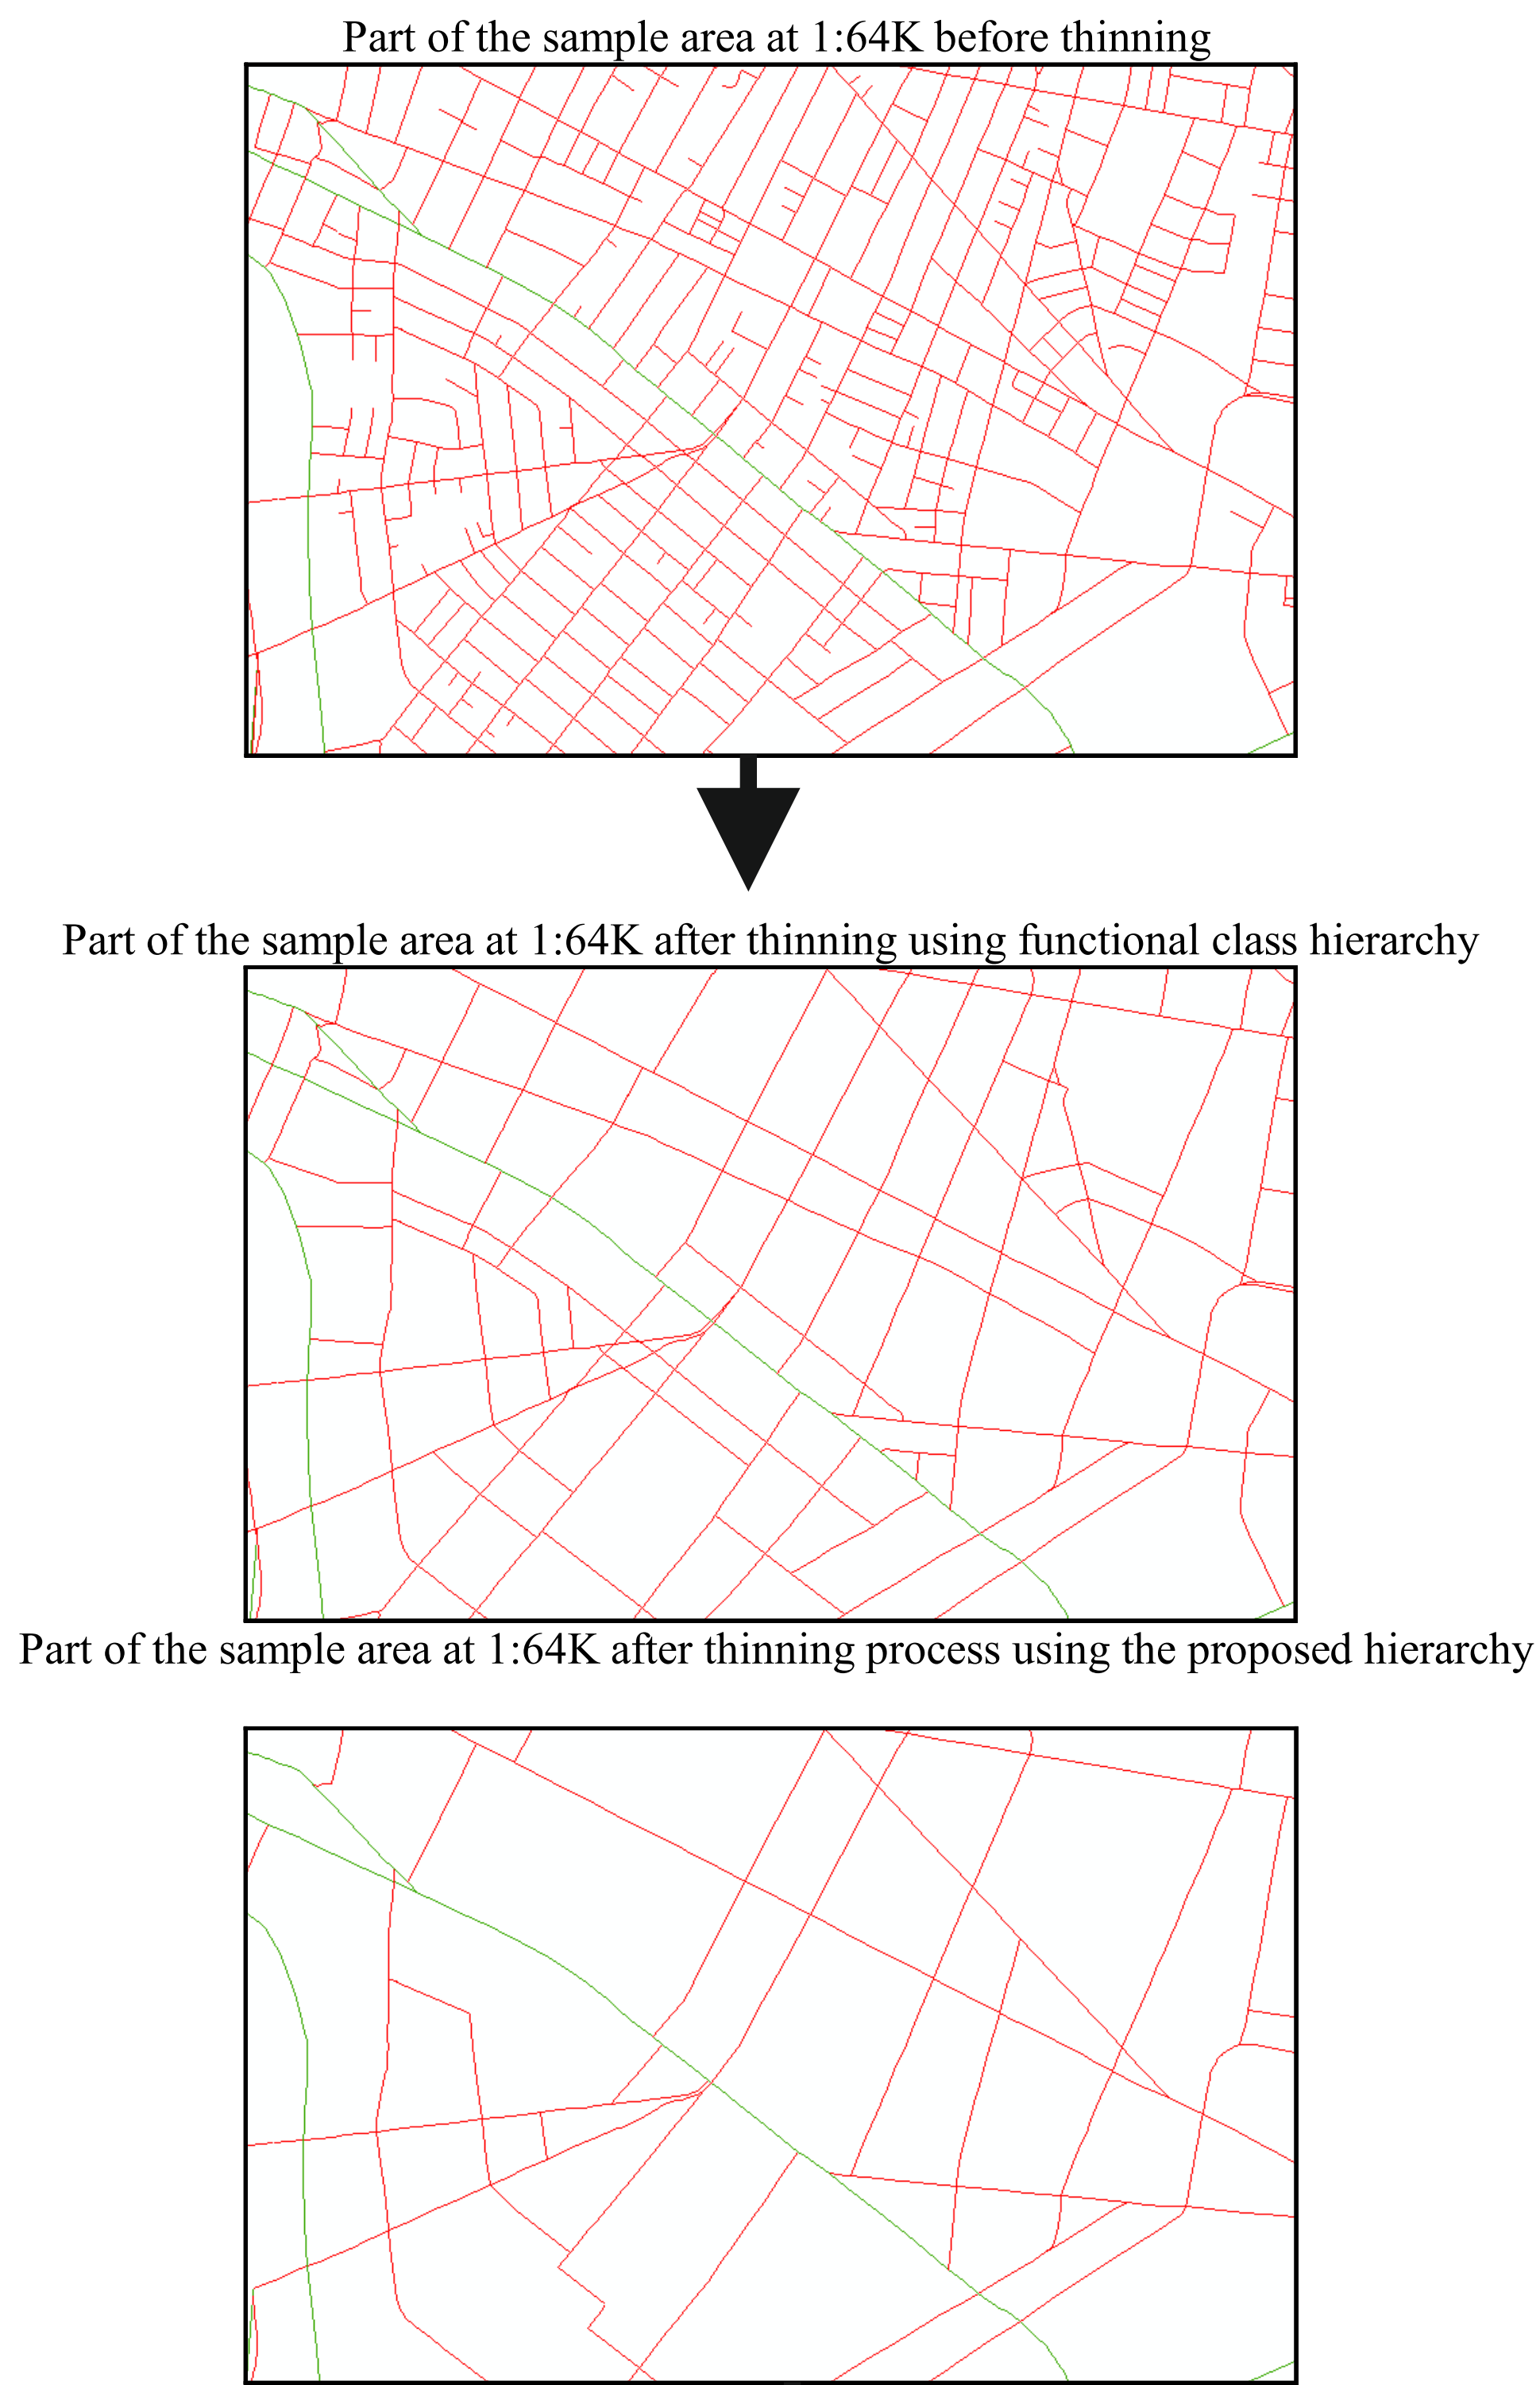 Part of the sample area at 1:64K before thinning
Part of the sample area at 1:64K after thinning using functional class hierarchy
Part of the sample area at 1:64K after thinning process using the proposed hierarchy